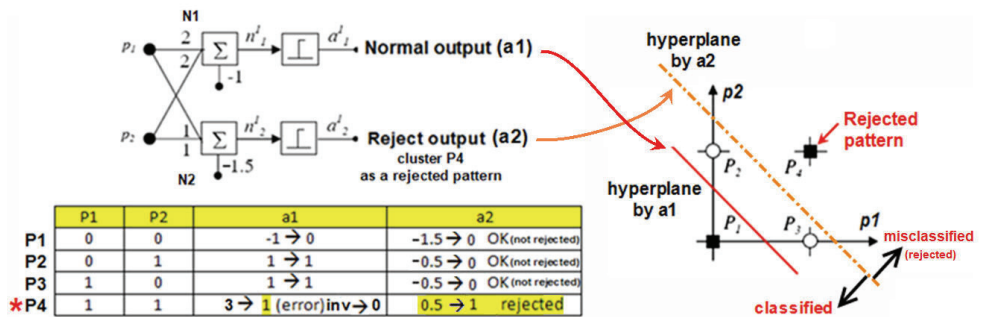 N1
p₁ 2 Σ n¹₁ a¹₁ Normal output (a1)
2
-1
p₂ 1 Σ n¹₂ a¹₂ Reject output (a2)
1
-1.5
N2
cluster P4
as a rejected pattern
hyperplane
by a2
p2
Rejected
pattern
P₂
P₄
hyperplane
by a1
P₁
P₃
p1
misclassified
(rejected)
classified
P1 P2 a1 a2
P1 0 0 -1 → 0 -1.5 → 0 OK (not rejected)
P2 0 1 1 → 1 -0.5 → 0 OK (not rejected)
P3 1 0 1 → 1 -0.5 → 0 OK (not rejected)
*P4 1 1 3 → 1 (error) inv → 0 0.5 → 1 rejected